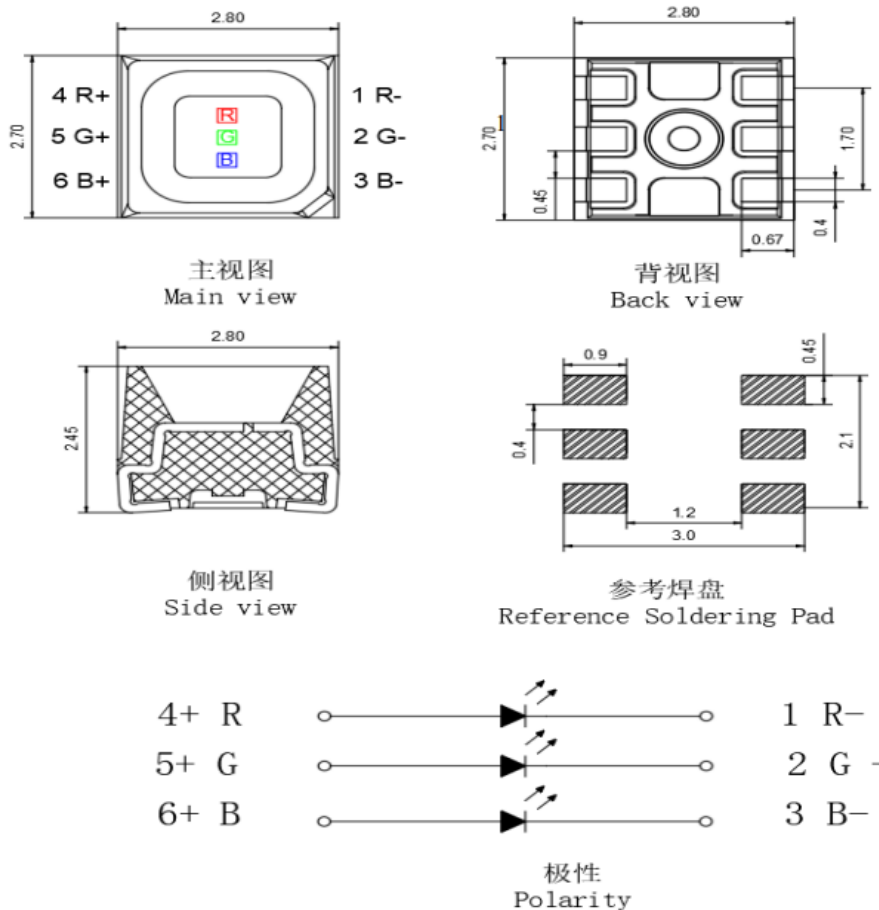 2.80
2.70
4 R+
5 G+
6 B+
R
G
B
1 R-
2 G-
3 B-
主视图
Main view
2.80
2.70
0.45
1.70
0.4
0.67
背视图
Back view
2.80
2.45
侧视图
Side view
0.9
0.45
0.4
2.1
1.2
3.0
参考焊盘
Reference Soldering Pad
4+ R
1 R-
5+ G
2 G -
6+ B
3 B-
极性
Polarity